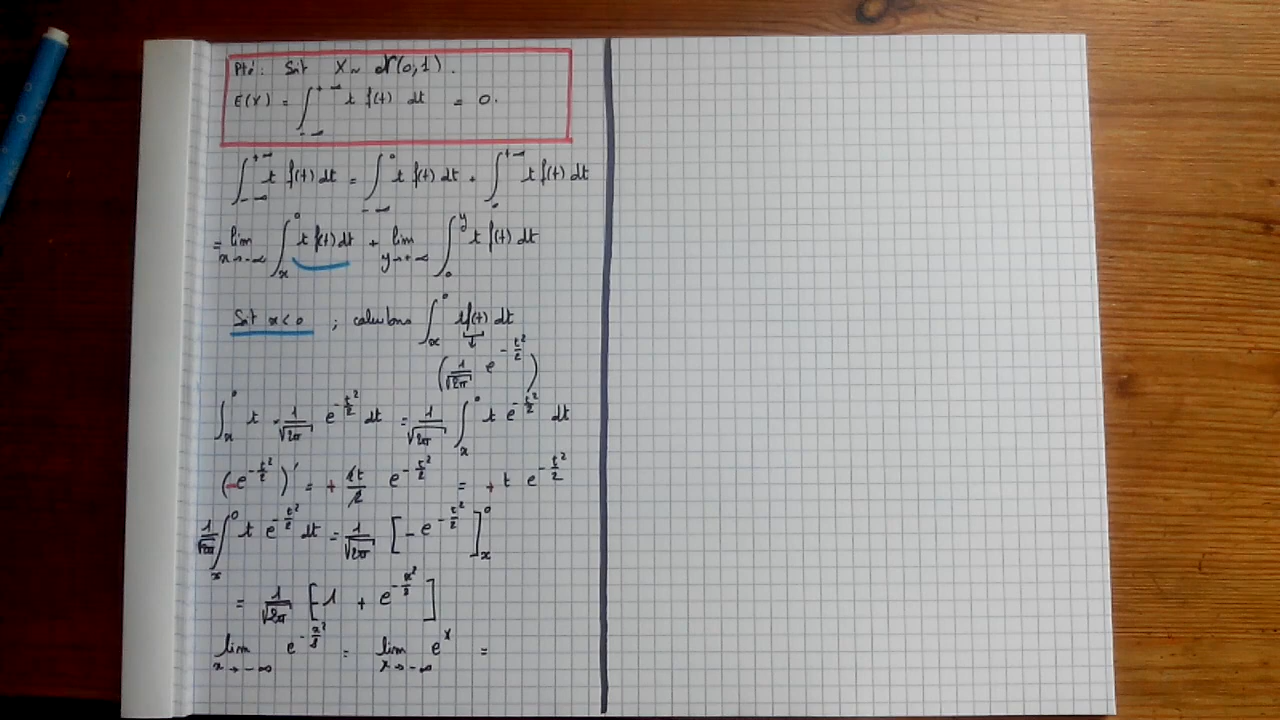 Pté : Soit X ~ N(0,1).
E(X) = ∫_{-∞}^{+∞} t f(t) dt = 0.
∫_{-∞}^{+∞} t f(t) dt = ∫_{-∞}^{0} t f(t) dt + ∫_{0}^{+∞} t f(t) dt
= lim_{x→-∞} ∫_{x}^{0} t f(t) dt + lim_{y→+∞} ∫_{0}^{y} t f(t) dt
Soit x<0 ; calculons ∫_{x}^{0} t f(t) dt
(1/√2π e^{-t²/2})
∫_{x}^{0} t · 1/√2π e^{-t²/2} dt = 1/√2π ∫_{x}^{0} t e^{-t²/2} dt
(-e^{-t²/2})' = + 2t/2 e^{-t²/2} = + t e^{-t²/2}
1/√2π ∫_{x}^{0} t e^{-t²/2} dt = 1/√2π [-e^{-t²/2}]_{x}^{0}
= 1/√2π [-1 + e^{-x²/2}]
lim_{x→-∞} e^{-x²/2} = lim_{X→-∞} e^{X} =